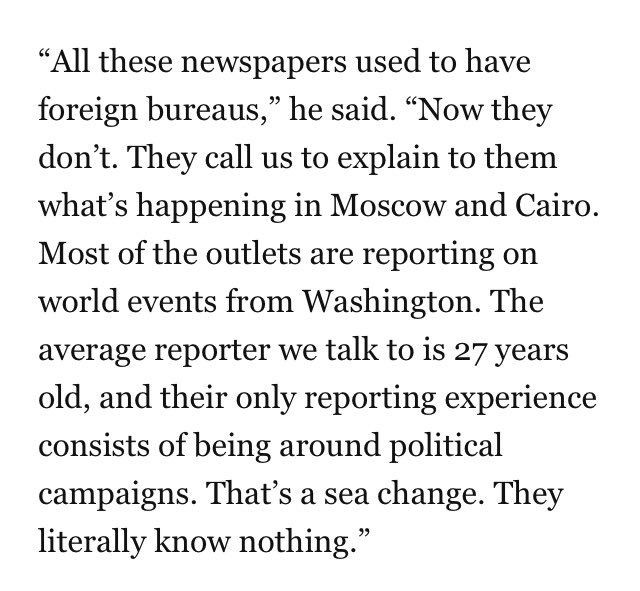 “All these newspapers used to have
foreign bureaus,” he said. “Now they
don’t. They call us to explain to them
what’s happening in Moscow and Cairo.
Most of the outlets are reporting on
world events from Washington. The
average reporter we talk to is 27 years
old, and their only reporting experience
consists of being around political
campaigns. That’s a sea change. They
literally know nothing.”